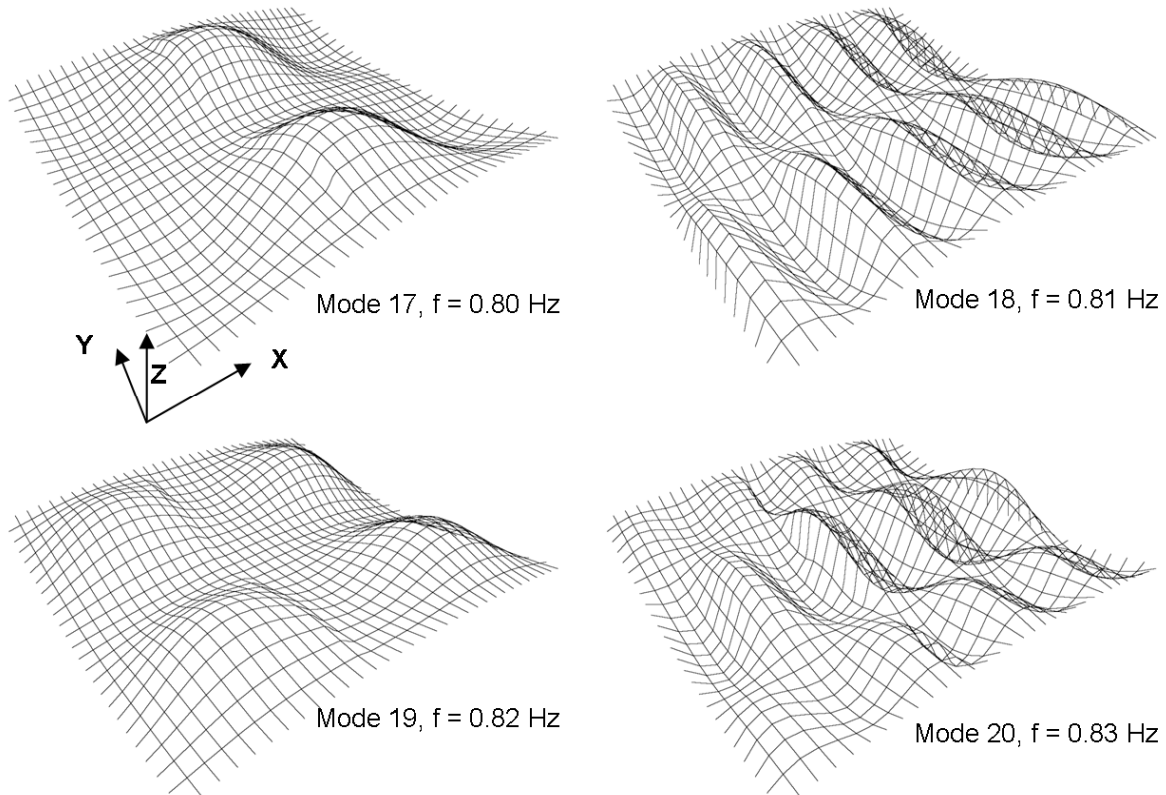 Mode 17, f = 0.80 Hz
Mode 18, f = 0.81 Hz
Y
Z
X
Mode 19, f = 0.82 Hz
Mode 20, f = 0.83 Hz